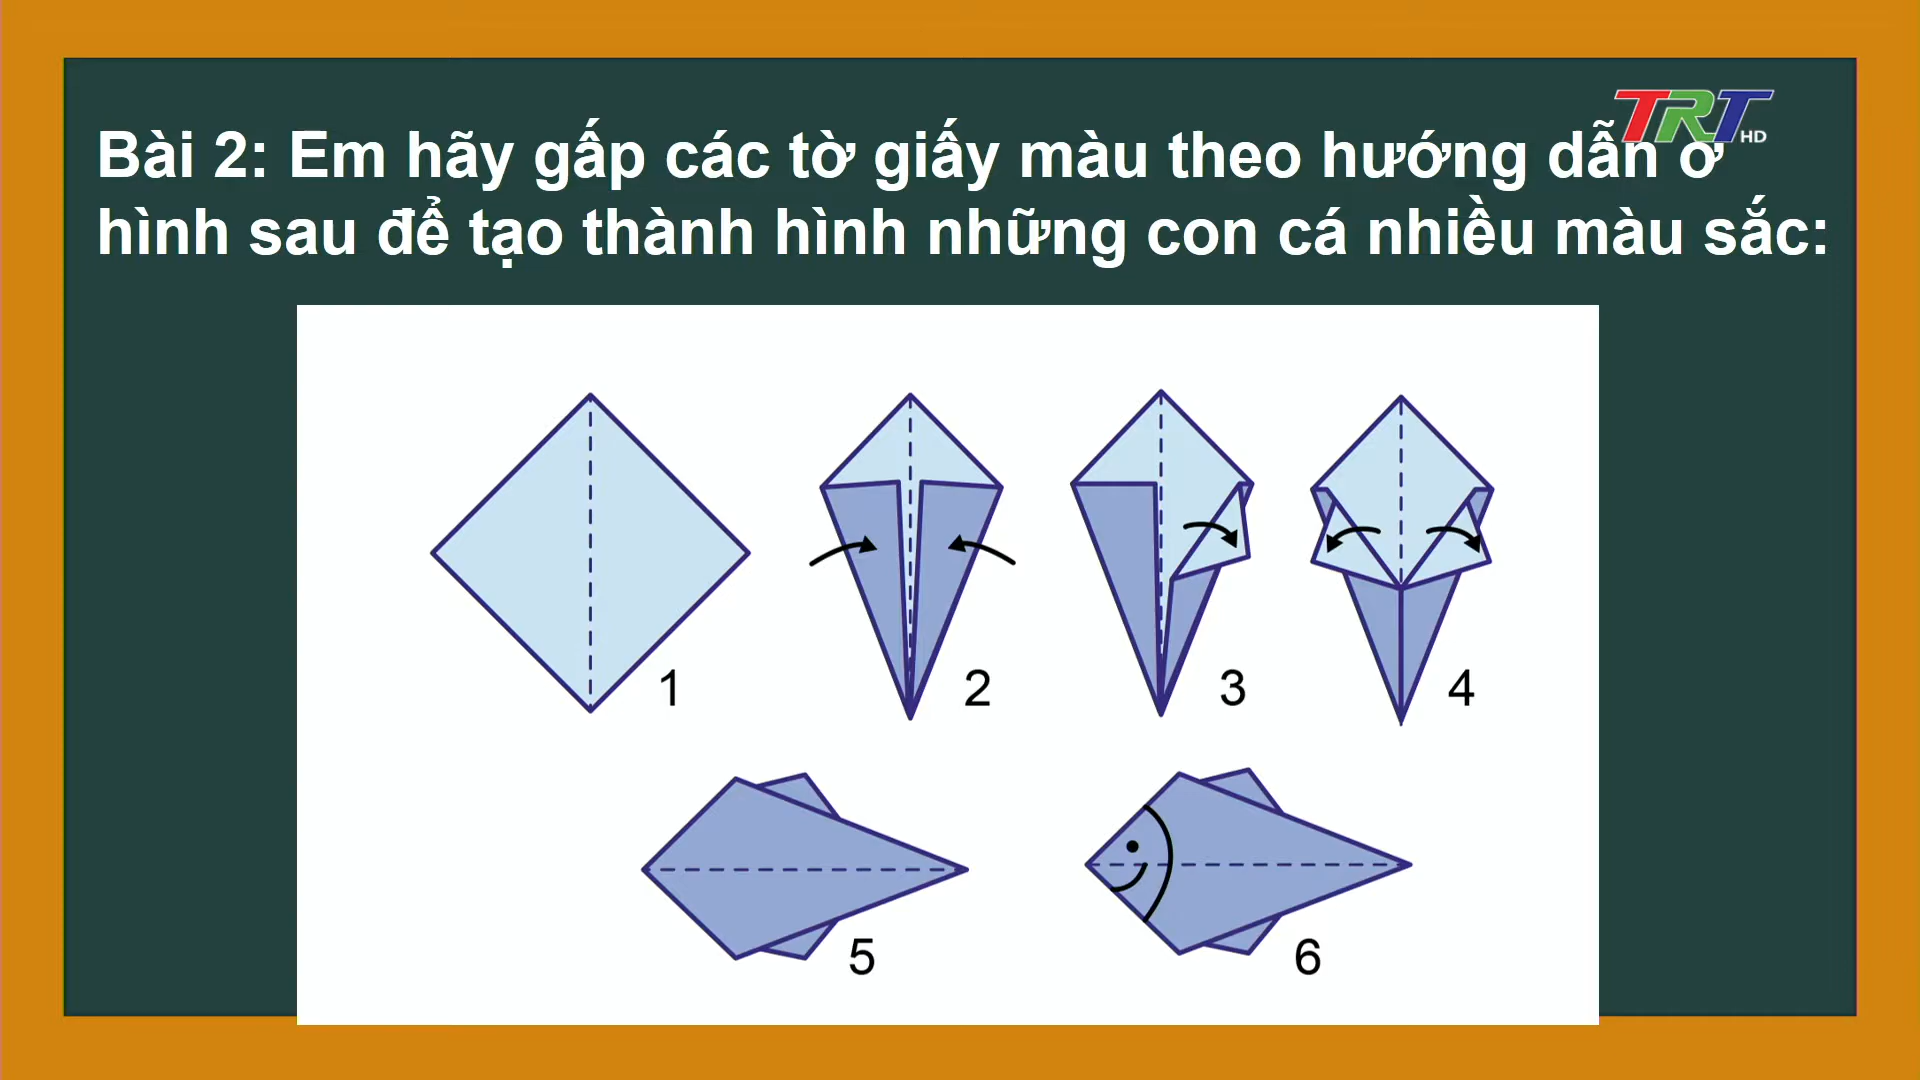 TRT HD
Bài 2: Em hãy gấp các tờ giấy màu theo hướng dẫn ở
hình sau để tạo thành hình những con cá nhiều màu sắc:
1
2
3
4
5
6